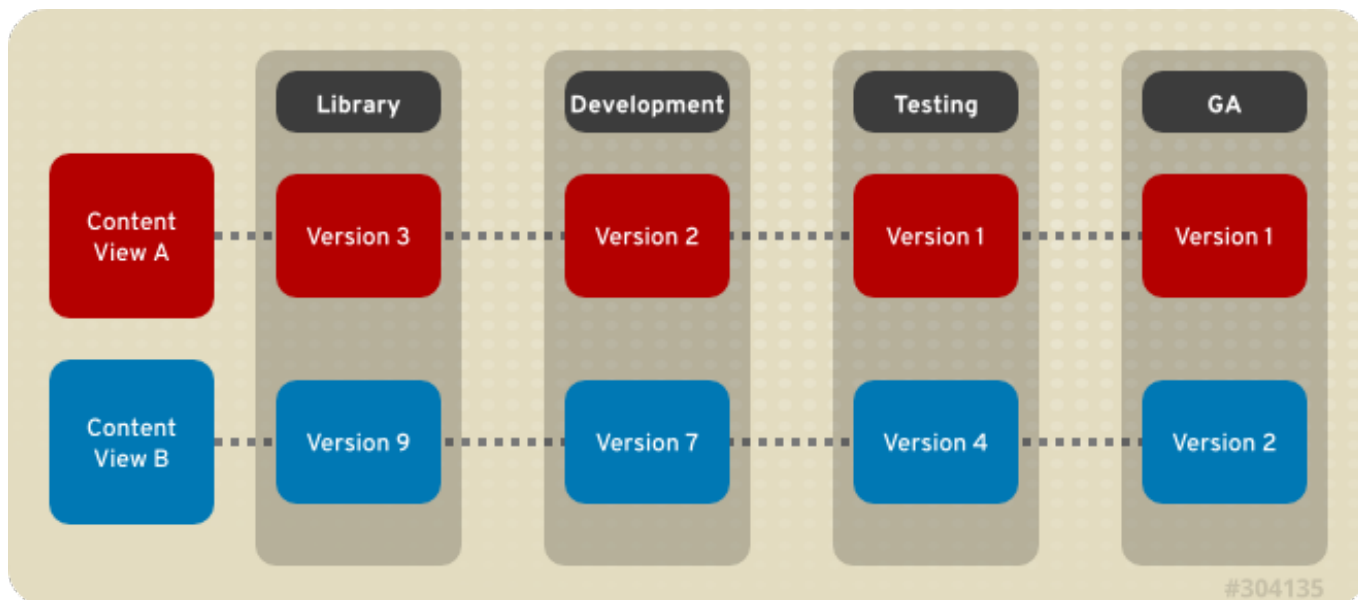 Library
Development
Testing
GA
Content
View A
Version 3
Version 2
Version 1
Version 1
Content
View B
Version 9
Version 7
Version 4
Version 2
#304135